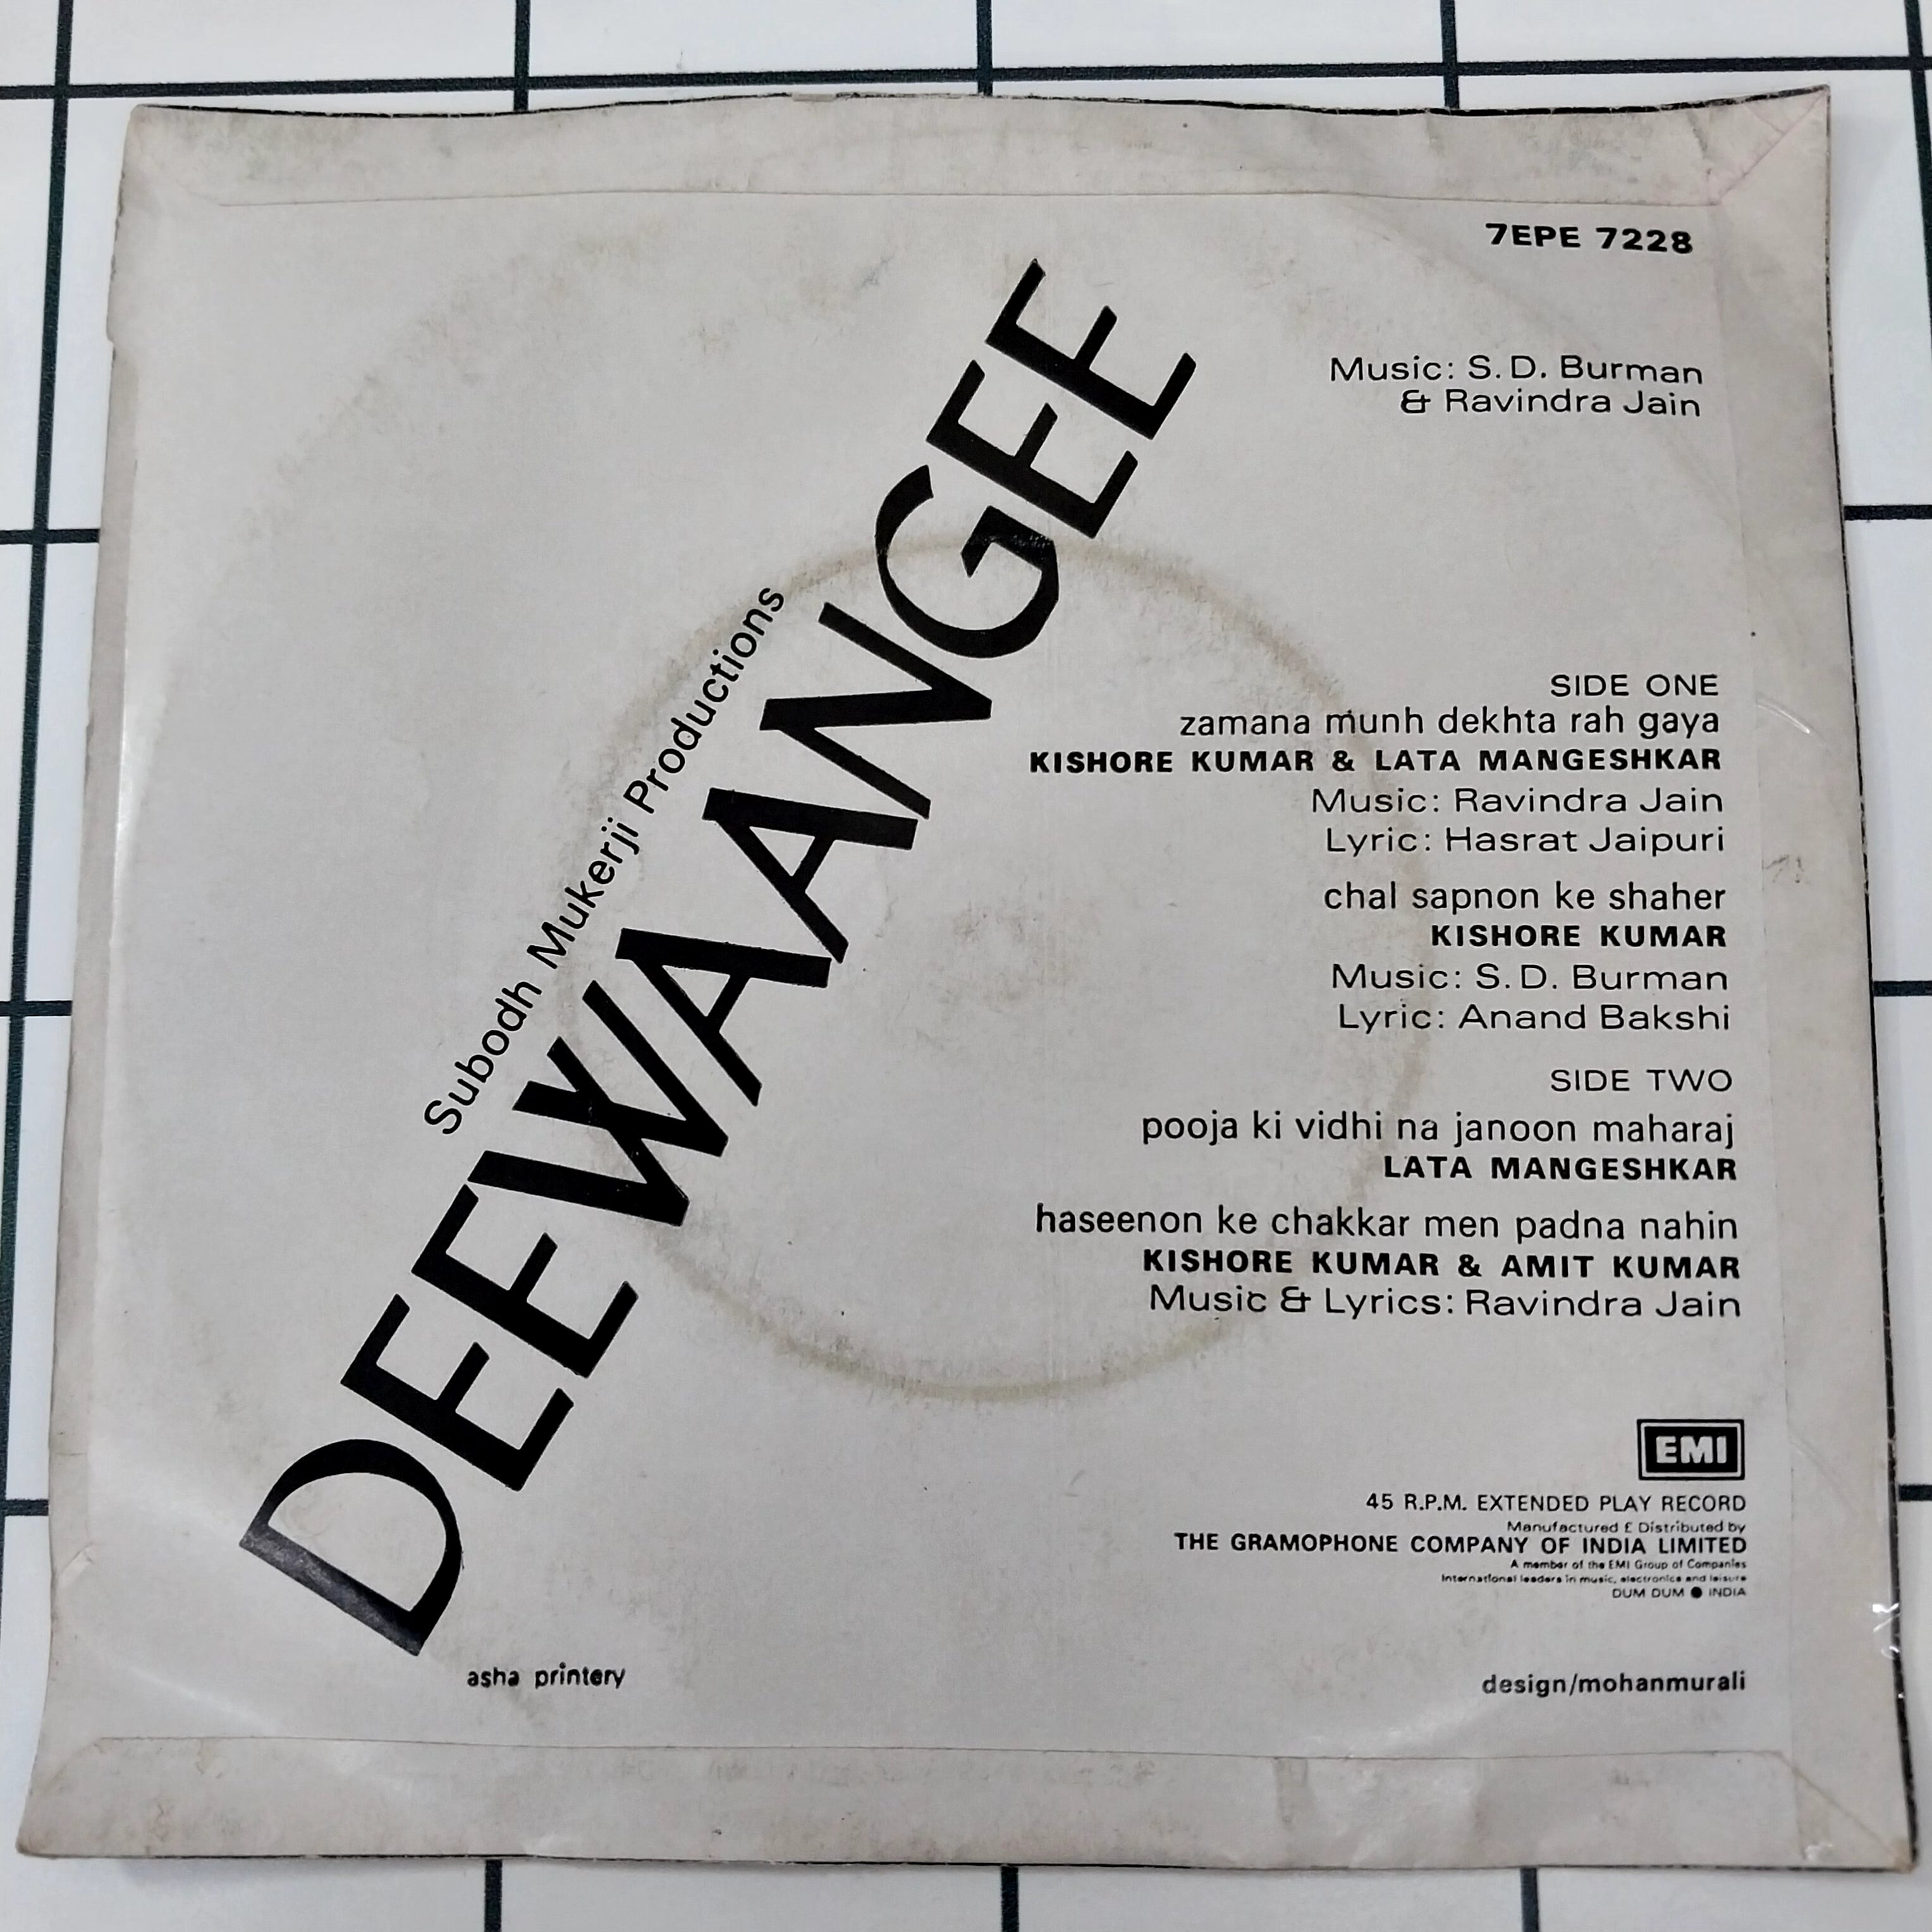 7EPE 7228
Music: S. D. Burman
& Ravindra Jain
Subodh Mukerji Productions
DEEWAANGEE
SIDE ONE
zamana munh dekhta rah gaya
KISHORE KUMAR & LATA MANGESHKAR
Music: Ravindra Jain
Lyric: Hasrat Jaipuri
chal sapnon ke shaher
KISHORE KUMAR
Music: S. D. Burman
Lyric: Anand Bakshi
SIDE TWO
pooja ki vidhi na janoon maharaj
LATA MANGESHKAR
haseenon ke chakkar men padna nahin
KISHORE KUMAR & AMIT KUMAR
Music & Lyrics: Ravindra Jain
EMI
45 R.P.M. EXTENDED PLAY RECORD
Manufactured £ Distributed by
THE GRAMOPHONE COMPANY OF INDIA LIMITED
A member of the EMI Group of Companies
International leaders in music, electronics and leisure
DUM DUM ● INDIA
asha printery
design/mohanmurali